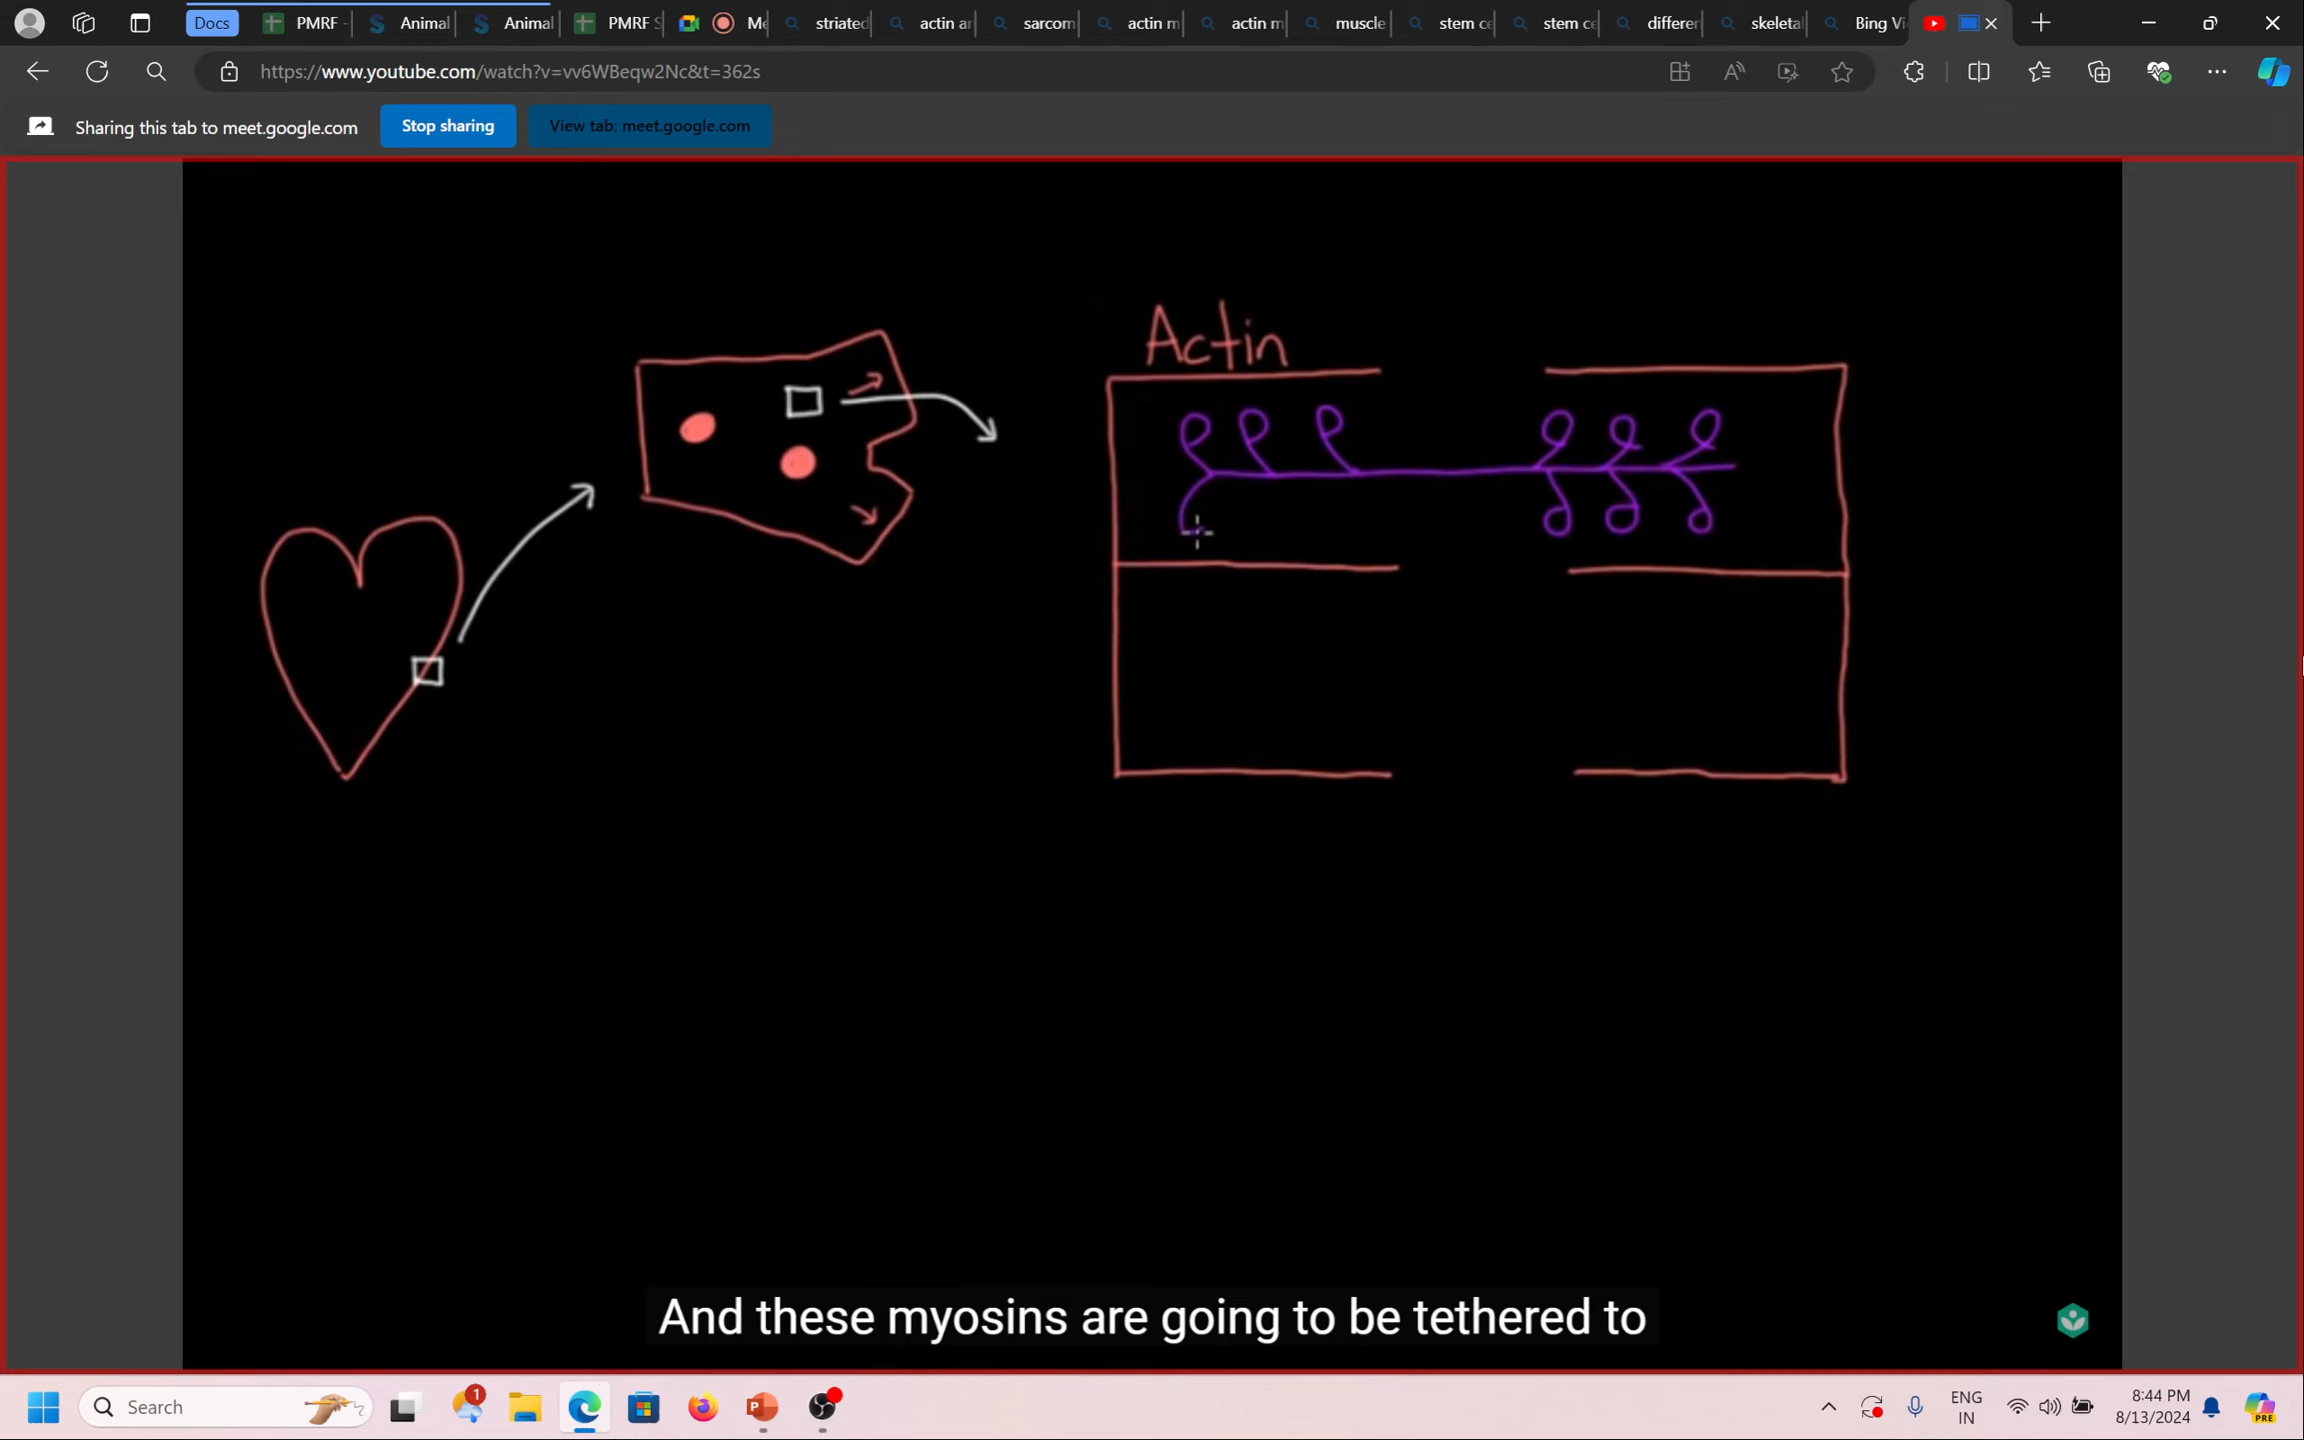 Docs
PMRF -
Animal
Animal
PMRF S
Me
striated
actin ar
sarcom
actin m
actin m
muscle
stem ce
stem ce
differen
skeletal
Bing Vi
https://www.youtube.com/watch?v=vv6WBeqw2Nc&t=362s
Sharing this tab to meet.google.com
Stop sharing
View tab: meet.google.com
Actin
And these myosins are going to be tethered to
Search
1
ENG
IN
8:44 PM
8/13/2024
PRE